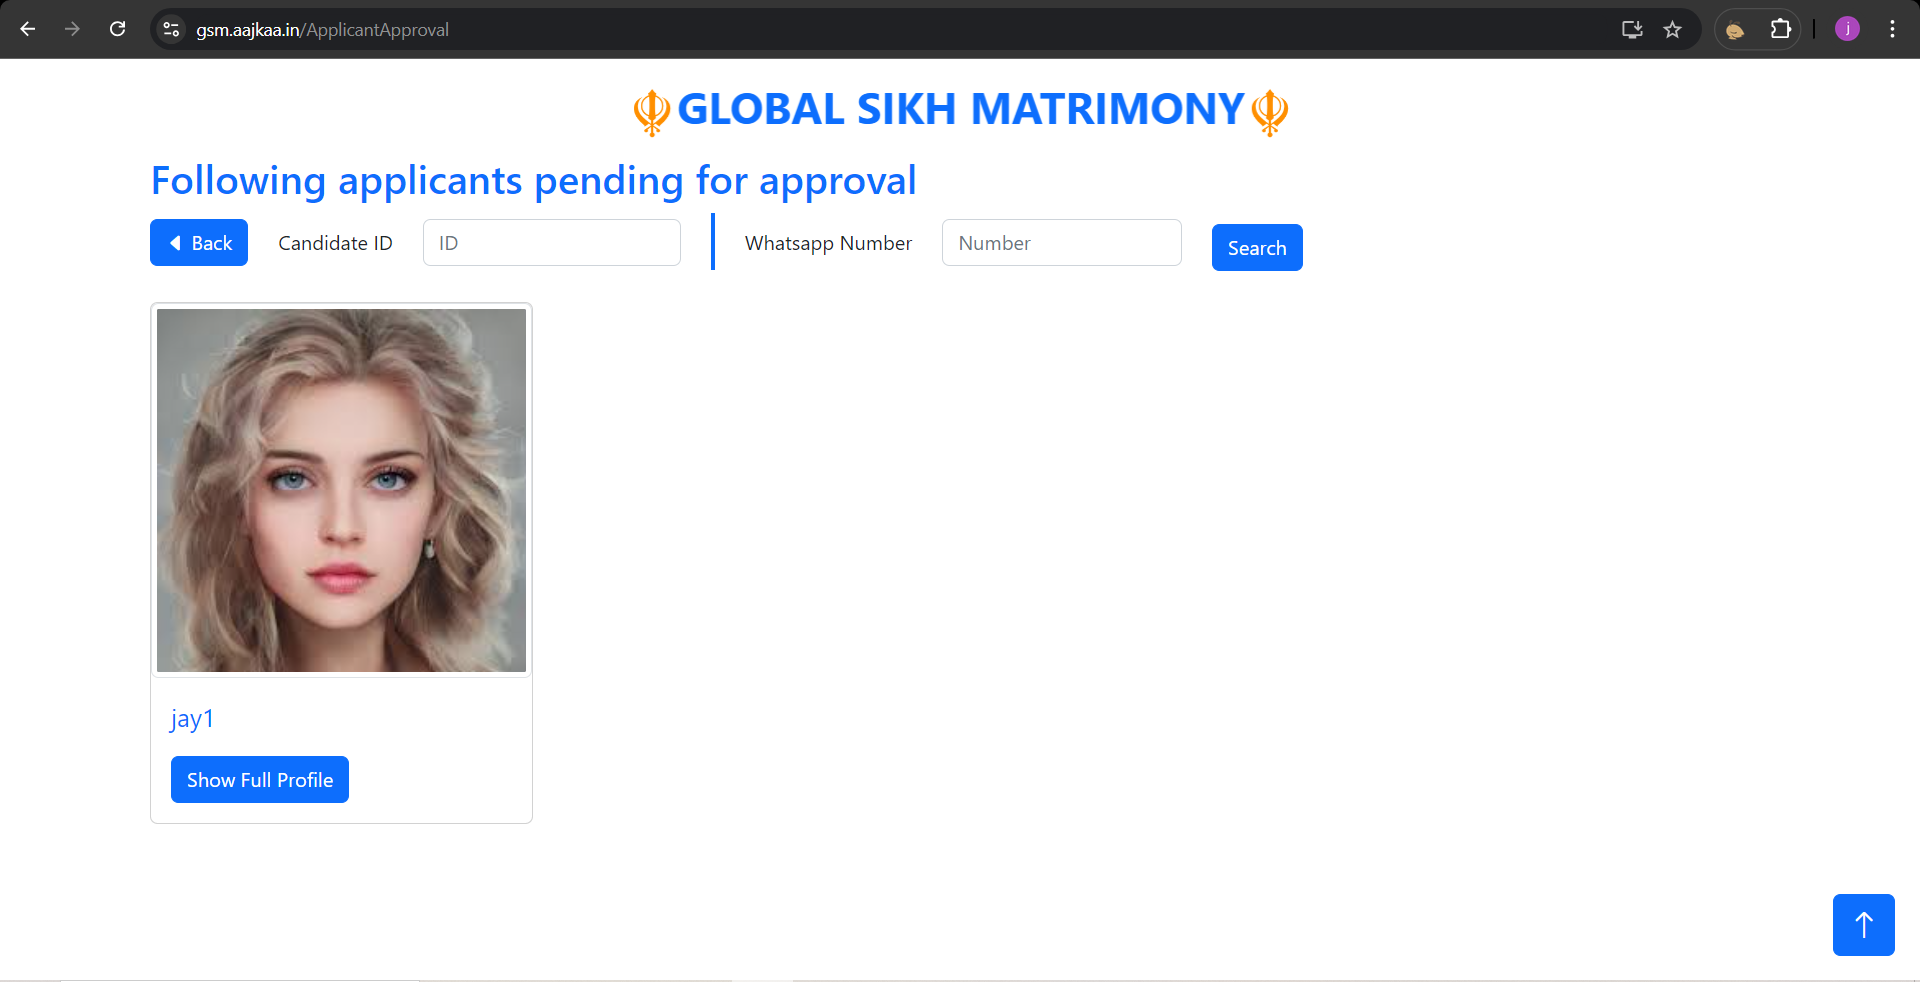 gsm.aajkaa.in/ApplicantApproval
j
GLOBAL SIKH MATRIMONY
Following applicants pending for approval
Back Candidate ID ID Whatsapp Number Number Search
jay1
Show Full Profile